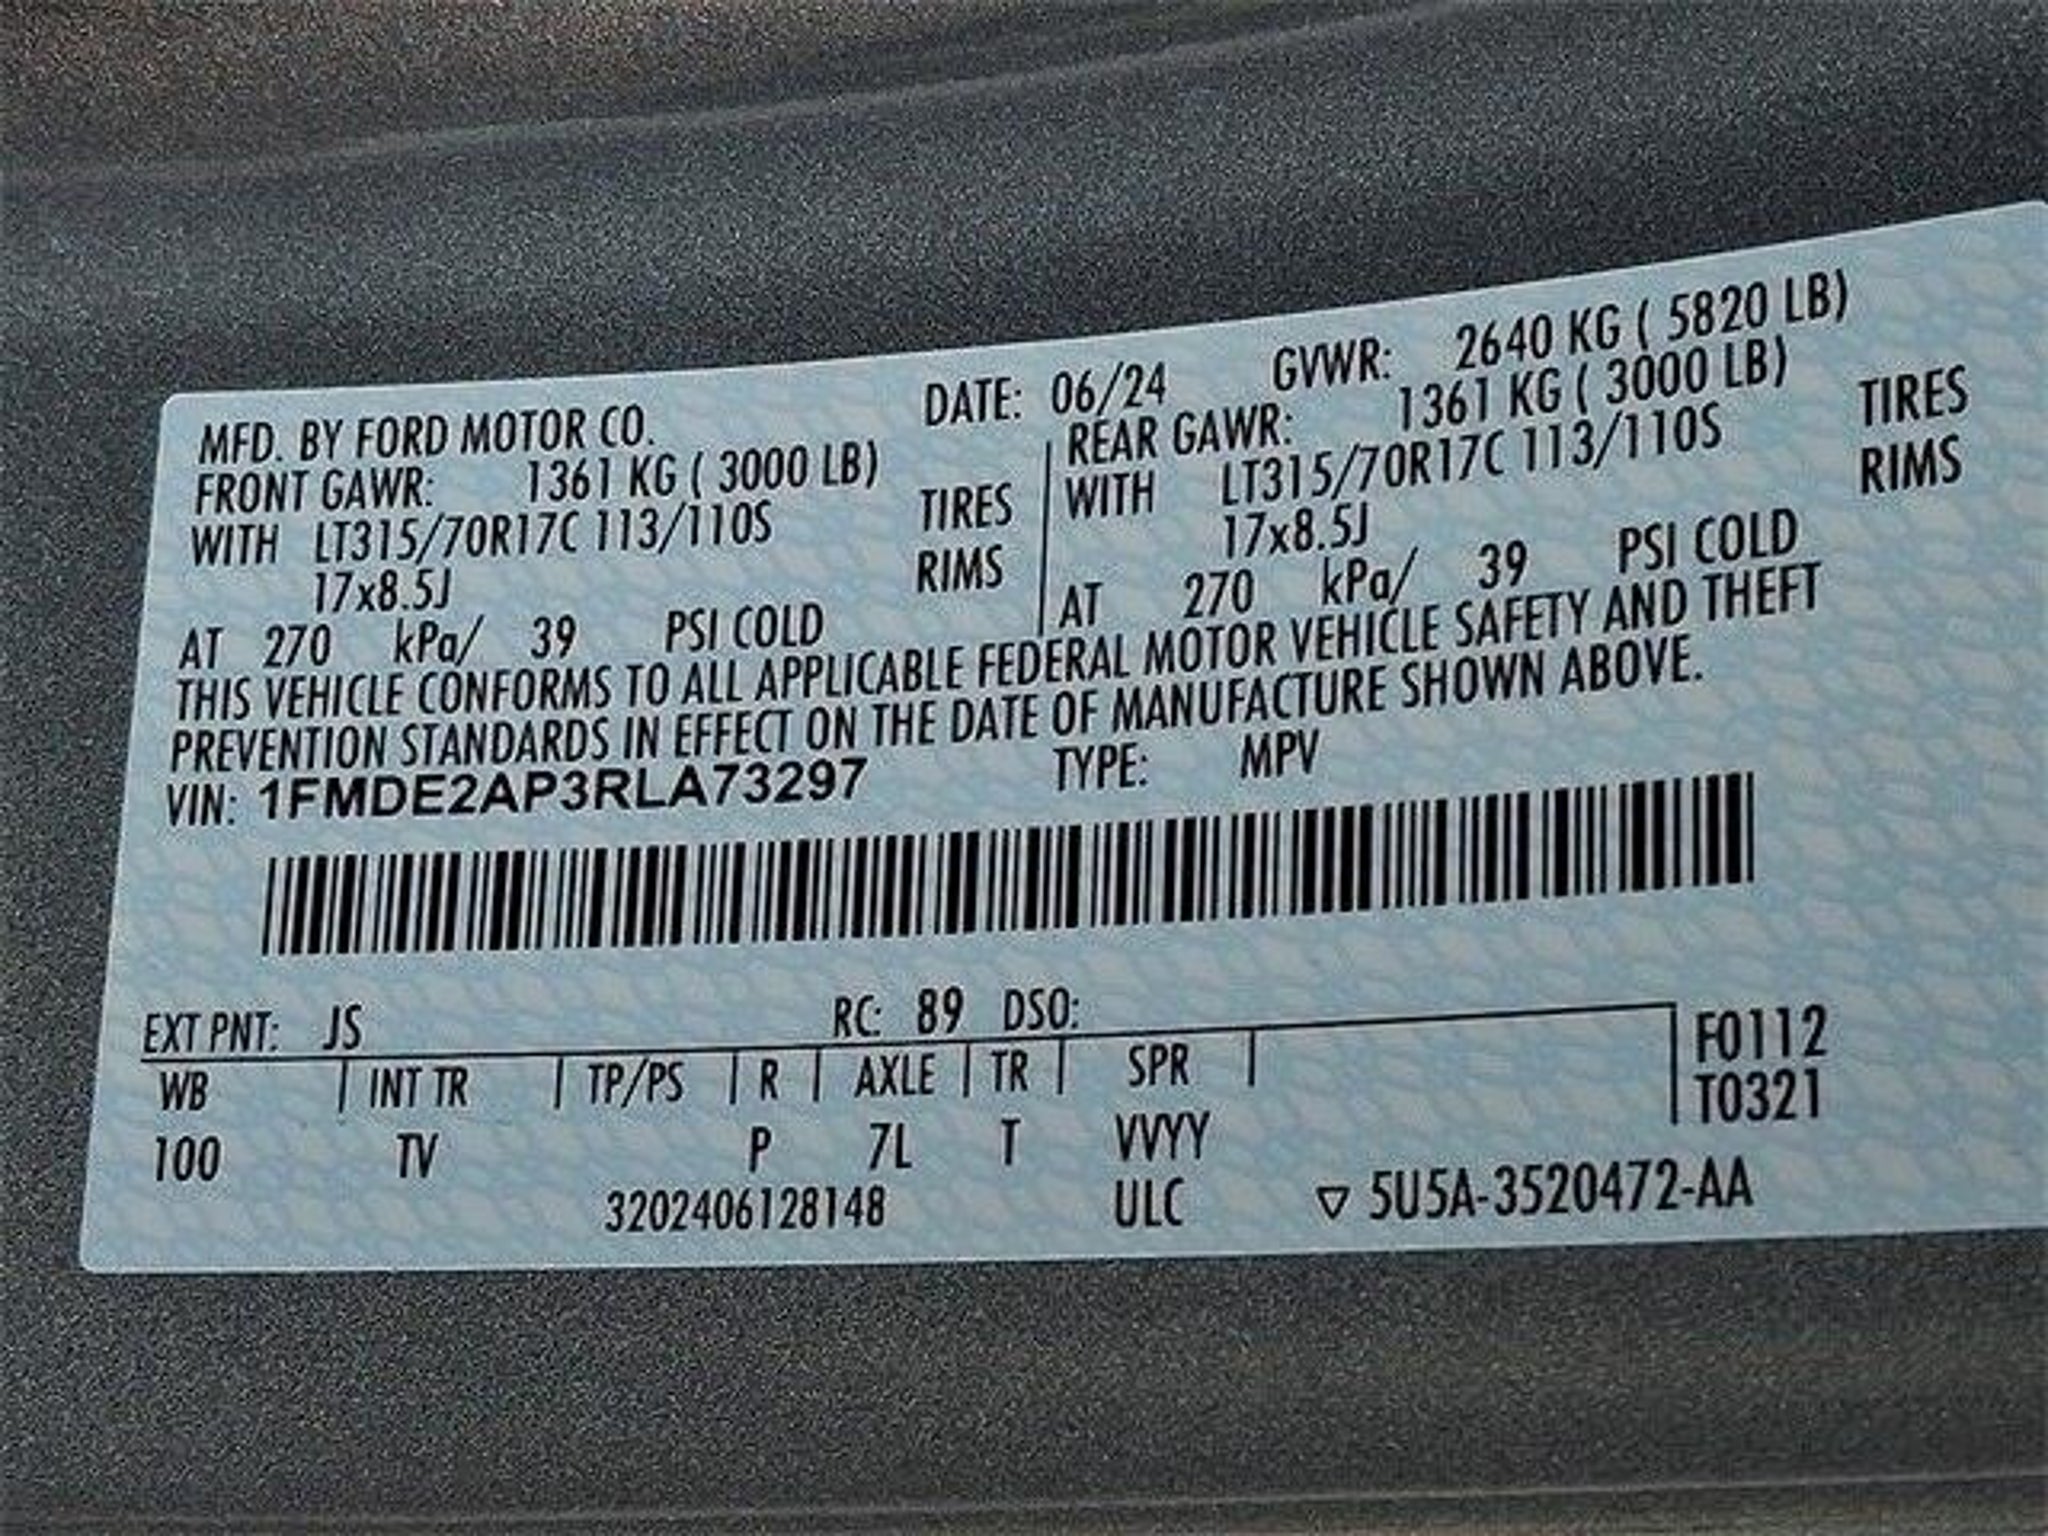 MFD. BY FORD MOTOR CO. DATE: 06/24 GVWR: 2640 KG ( 5820 LB)
FRONT GAWR: 1361 KG ( 3000 LB) REAR GAWR: 1361 KG ( 3000 LB)
WITH LT315/70R17C 113/110S TIRES WITH LT315/70R17C 113/110S TIRES
17x8.5J RIMS 17x8.5J RIMS
AT 270 kPa/ 39 PSI COLD AT 270 kPa/ 39 PSI COLD
THIS VEHICLE CONFORMS TO ALL APPLICABLE FEDERAL MOTOR VEHICLE SAFETY AND THEFT
PREVENTION STANDARDS IN EFFECT ON THE DATE OF MANUFACTURE SHOWN ABOVE.
VIN: 1FMDE2AP3RLA73297 TYPE: MPV
EXT PNT: JS RC: 89 DSO:
WB INT TR TP/PS R AXLE TR SPR F0112
T0321
100 TV P 7L T VVYY
3202406128148 ULC ▽ 5U5A-3520472-AA